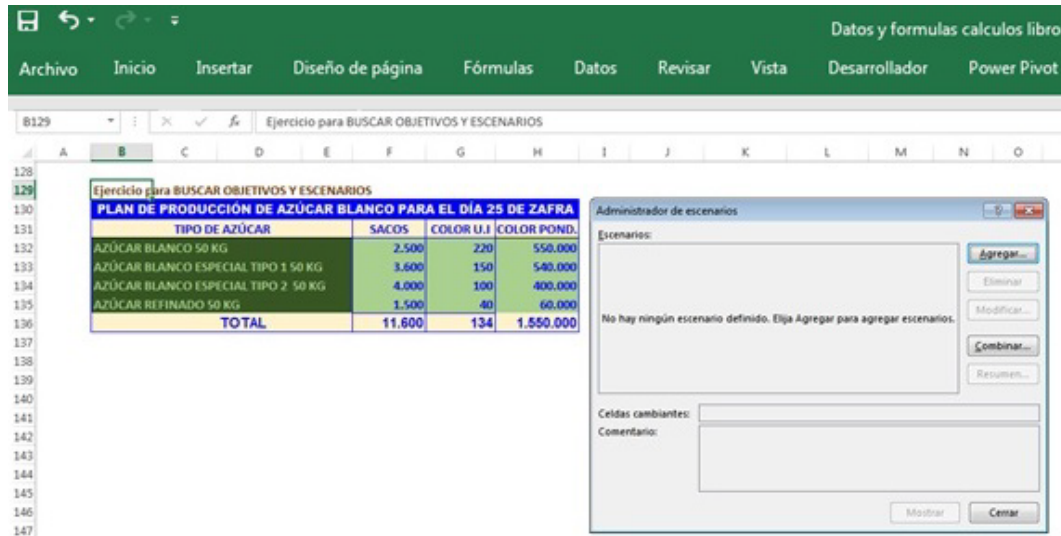 Datos y formulas calculos libro
Archivo Inicio Insertar Diseño de página Fórmulas Datos Revisar Vista Desarrollador Power Pivot
B129 fx Ejercicio para BUSCAR OBJETIVOS Y ESCENARIOS
A B C D E F G H I J K L M N O
128
129 Ejercicio para BUSCAR OBJETIVOS Y ESCENARIOS
130 PLAN DE PRODUCCIÓN DE AZÚCAR BLANCO PARA EL DÍA 25 DE ZAFRA
131 TIPO DE AZÚCAR SACOS COLOR U.I COLOR POND.
132 AZÚCAR BLANCO 50 KG 2.500 220 550.000
133 AZÚCAR BLANCO ESPECIAL TIPO 1 50 KG 3.600 150 540.000
134 AZÚCAR BLANCO ESPECIAL TIPO 2 50 KG 4.000 100 400.000
135 AZÚCAR REFINADO 50 KG 1.500 40 60.000
136 TOTAL 11.600 134 1.550.000
137
138
139
140
141
142
143
144
145
146
147
Administrador de escenarios
Escenarios:
Agregar...
Eliminar
Modificar...
No hay ningún escenario definido. Elija Agregar para agregar escenarios.
Combinar...
Resumen...
Celdas cambiantes:
Comentario:
Mostrar Cerrar